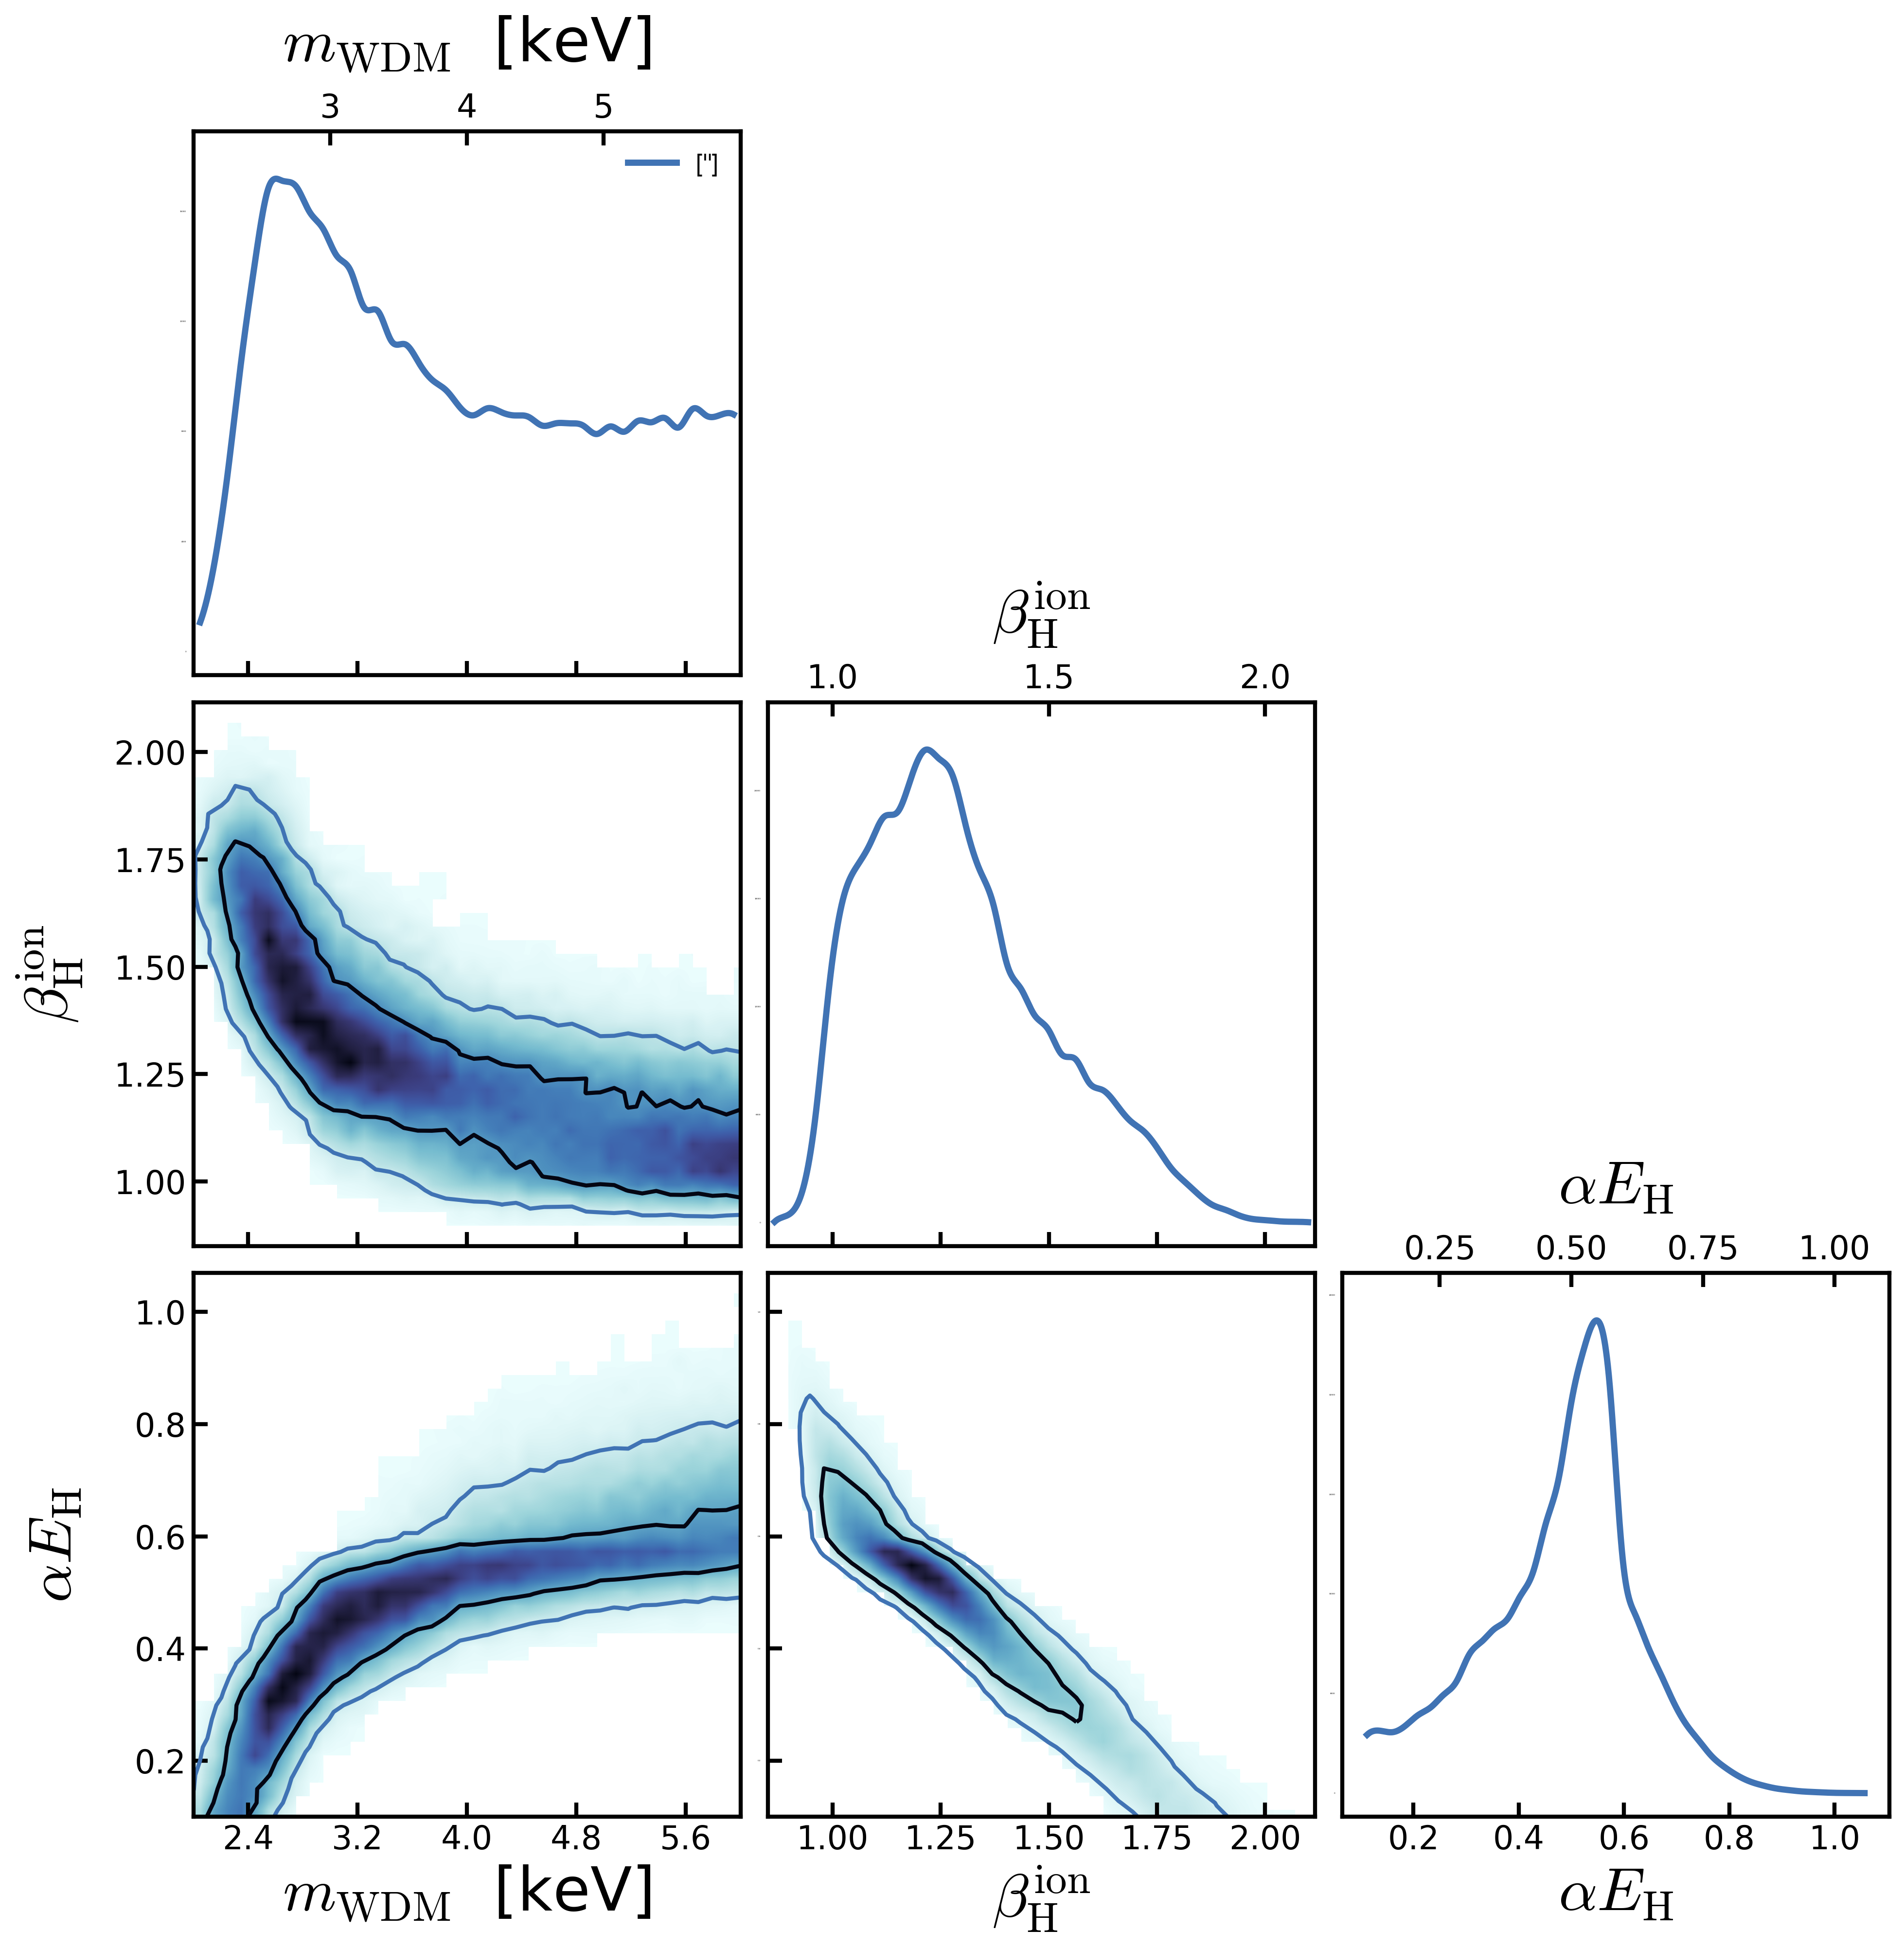 m_WDM [keV]
3 4 5
['']
β_H^ion
1.0 1.5 2.0
2.00
1.75
1.50
1.25
1.00
β_H^ion
αE_H
0.25 0.50 0.75 1.00
1.0
0.8
0.6
0.4
0.2
αE_H
2.4 3.2 4.0 4.8 5.6
1.00 1.25 1.50 1.75 2.00
0.2 0.4 0.6 0.8 1.0
m_WDM [keV]
β_H^ion
αE_H